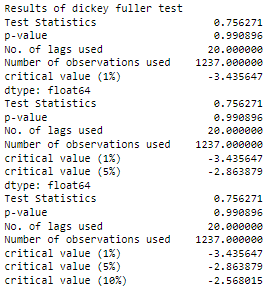 Results of dickey fuller test
Test Statistics 0.756271
p-value 0.990896
No. of lags used 20.000000
Number of observations used 1237.000000
critical value (1%) -3.435647
dtype: float64
Test Statistics 0.756271
p-value 0.990896
No. of lags used 20.000000
Number of observations used 1237.000000
critical value (1%) -3.435647
critical value (5%) -2.863879
dtype: float64
Test Statistics 0.756271
p-value 0.990896
No. of lags used 20.000000
Number of observations used 1237.000000
critical value (1%) -3.435647
critical value (5%) -2.863879
critical value (10%) -2.568015